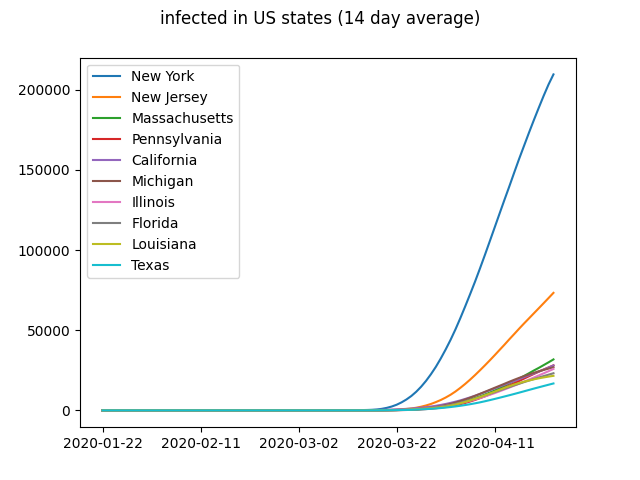 infected in US states (14 day average)
New York
New Jersey
Massachusetts
Pennsylvania
California
Michigan
Illinois
Florida
Louisiana
Texas
200000
150000
100000
50000
0
2020-01-22 2020-02-11 2020-03-02 2020-03-22 2020-04-11